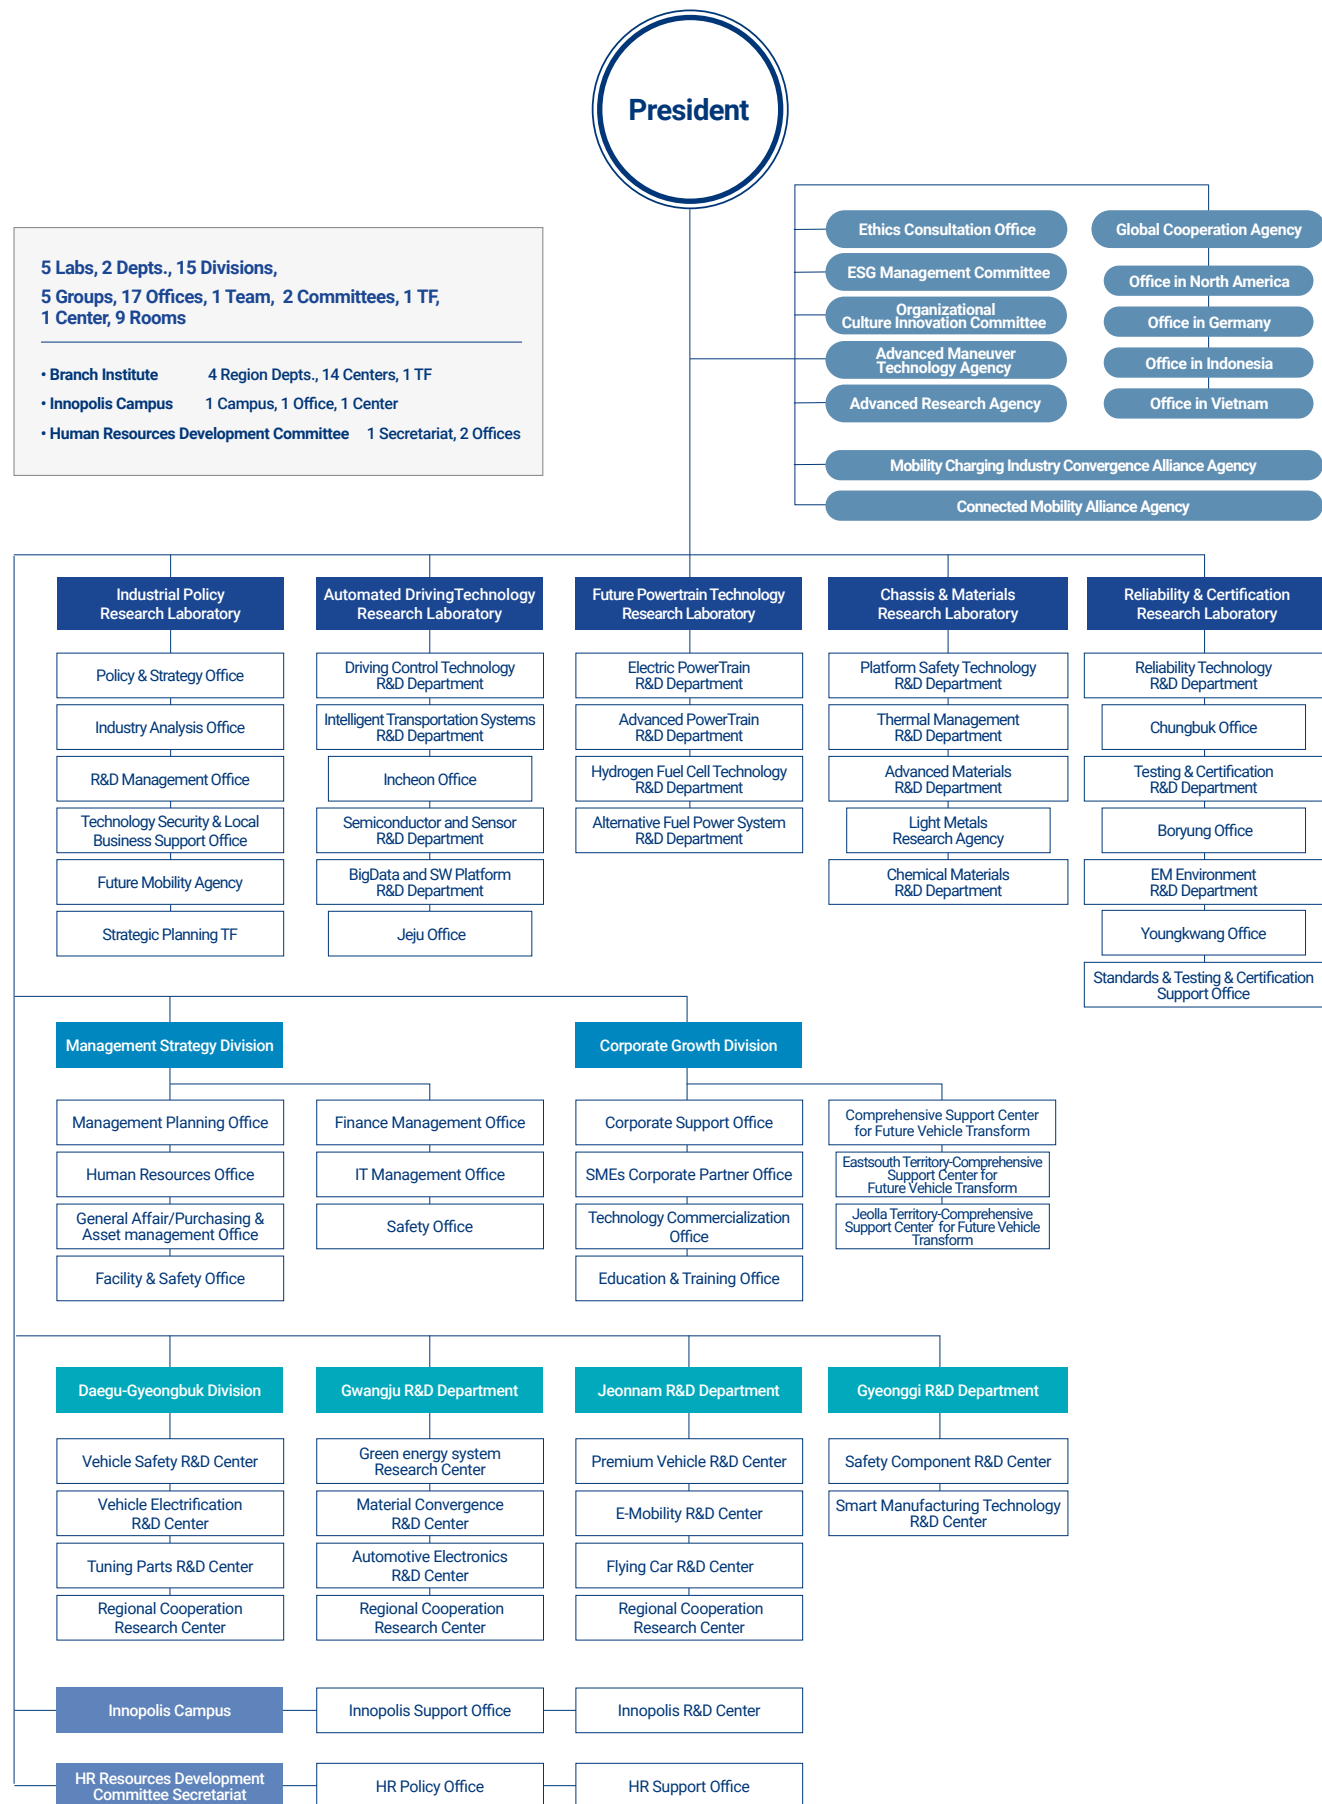 President
5 Labs, 2 Depts., 15 Divisions,
5 Groups, 17 Offices, 1 Team, 2 Committees, 1 TF,
1 Center, 9 Rooms
• Branch Institute 4 Region Depts., 14 Centers, 1 TF
• Innopolis Campus 1 Campus, 1 Office, 1 Center
• Human Resources Development Committee 1 Secretariat, 2 Offices
Ethics Consultation Office
ESG Management Committee
Organizational
Culture Innovation Committee
Advanced Maneuver
Technology Agency
Advanced Research Agency
Global Cooperation Agency
Office in North America
Office in Germany
Office in Indonesia
Office in Vietnam
Mobility Charging Industry Convergence Alliance Agency
Connected Mobility Alliance Agency
Industrial Policy
Research Laboratory
Policy & Strategy Office
Industry Analysis Office
R&D Management Office
Technology Security & Local
Business Support Office
Future Mobility Agency
Strategic Planning TF
Automated DrivingTechnology
Research Laboratory
Driving Control Technology
R&D Department
Intelligent Transportation Systems
R&D Department
Incheon Office
Semiconductor and Sensor
R&D Department
BigData and SW Platform
R&D Department
Jeju Office
Future Powertrain Technology
Research Laboratory
Electric PowerTrain
R&D Department
Advanced PowerTrain
R&D Department
Hydrogen Fuel Cell Technology
R&D Department
Alternative Fuel Power System
R&D Department
Chassis & Materials
Research Laboratory
Platform Safety Technology
R&D Department
Thermal Management
R&D Department
Advanced Materials
R&D Department
Light Metals
Research Agency
Chemical Materials
R&D Department
Reliability & Certification
Research Laboratory
Reliability Technology
R&D Department
Chungbuk Office
Testing & Certification
R&D Department
Boryung Office
EM Environment
R&D Department
Youngkwang Office
Standards & Testing & Certification
Support Office
Management Strategy Division
Management Planning Office
Human Resources Office
General Affair/Purchasing &
Asset management Office
Facility & Safety Office
Finance Management Office
IT Management Office
Safety Office
Corporate Growth Division
Corporate Support Office
SMEs Corporate Partner Office
Technology Commercialization
Office
Education & Training Office
Comprehensive Support Center
for Future Vehicle Transform
Eastsouth Territory-Comprehensive
Support Center for
Future Vehicle Transform
Jeolla Territory-Comprehensive
Support Center for Future Vehicle
Transform
Daegu-Gyeongbuk Division
Vehicle Safety R&D Center
Vehicle Electrification
R&D Center
Tuning Parts R&D Center
Regional Cooperation
Research Center
Gwangju R&D Department
Green energy system
Research Center
Material Convergence
R&D Center
Automotive Electronics
R&D Center
Regional Cooperation
Research Center
Jeonnam R&D Department
Premium Vehicle R&D Center
E-Mobility R&D Center
Flying Car R&D Center
Regional Cooperation
Research Center
Gyeonggi R&D Department
Safety Component R&D Center
Smart Manufacturing Technology
R&D Center
Innopolis Campus
Innopolis Support Office
Innopolis R&D Center
HR Resources Development
Committee Secretariat
HR Policy Office
HR Support Office